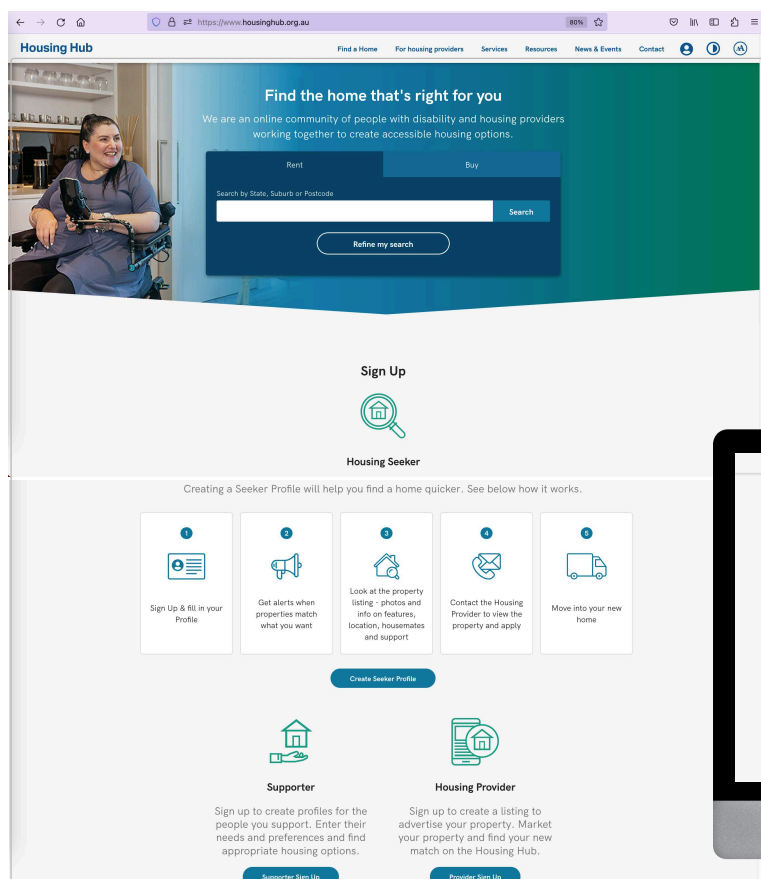 https://www.housinghub.org.au
80%
Housing Hub
Find a Home
For housing providers
Services
Resources
News & Events
Contact
AA
Find the home that's right for you
We are an online community of people with disability and housing providers
working together to create accessible housing options.
Rent
Buy
Search by State, Suburb or Postcode
Search
Refine my search
Sign Up
Housing Seeker
Creating a Seeker Profile will help you find a home quicker. See below how it works.
1
Sign Up & fill in your
Profile
2
Get alerts when
properties match
what you want
3
Look at the property
listing - photos and
info on features,
location, housemates
and support
4
Contact the Housing
Provider to view the
property and apply
5
Move into your new
home
Create Seeker Profile
Supporter
Sign up to create profiles for the
people you support. Enter their
needs and preferences and find
appropriate housing options.
Supporter Sign Up
Housing Provider
Sign up to create a listing to
advertise your property. Market
your property and find your new
match on the Housing Hub.
Provider Sign Up